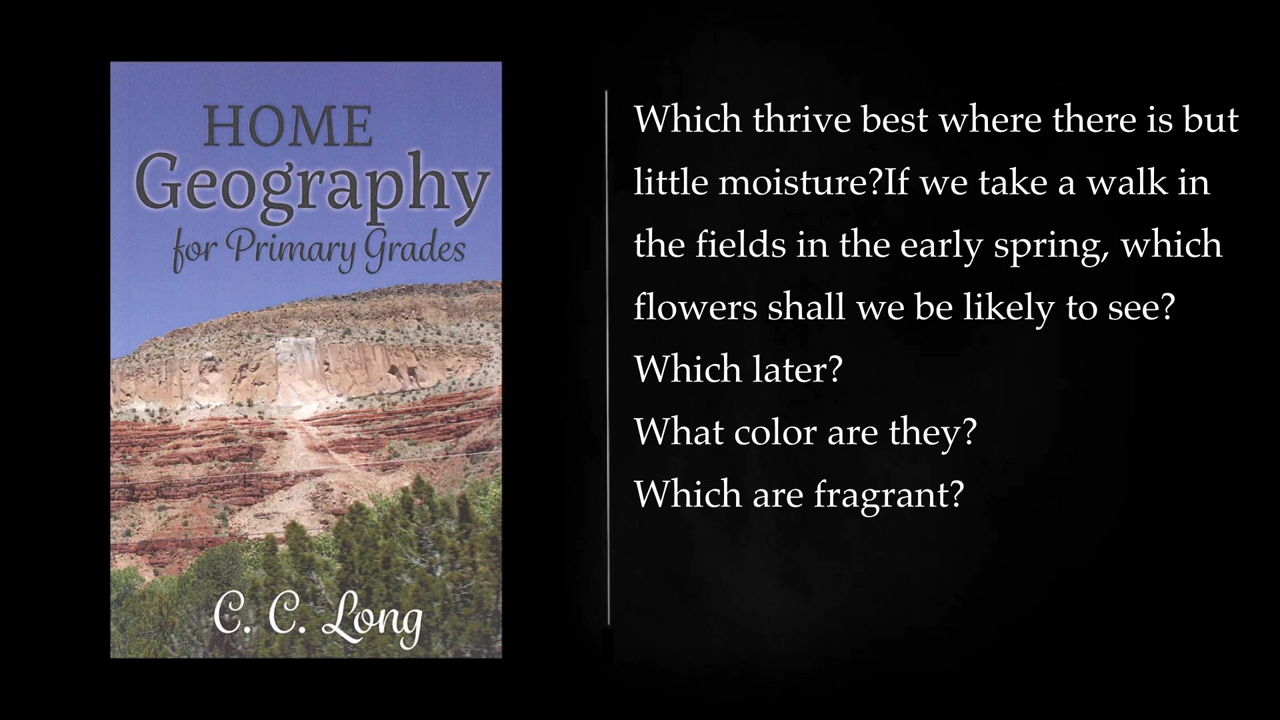 HOME
Geography
for Primary Grades
C. C. Long
Which thrive best where there is but
little moisture?If we take a walk in
the fields in the early spring, which
flowers shall we be likely to see?
Which later?
What color are they?
Which are fragrant?